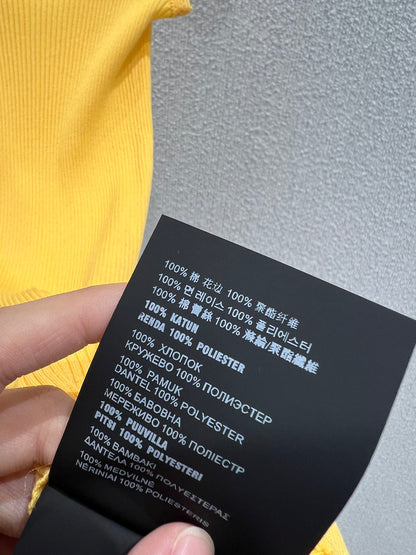 100% 棉 花边 100% 聚酯纤维
100% 면 레이스 100% 폴리에스터
100% 棉 蕾絲 100% 滌綸/聚酯纖維
100% KATUN
RENDA 100% POLIESTER
100% ХЛОПОК
КРУЖЕВО 100% ПОЛИЭСТЕР
100% PAMUK
DANTEL 100% POLYESTER
100% БАВОВНА
МЕРЕЖИВО 100% ПОЛІЕСТР
100% PUUVILLA
PITSI 100% POLYESTERI
100% ΒΑΜΒΑΚΙ
ΔΑΝΤΕΛΑ 100% ΠΟΛΥΕΣΤΕΡΑΣ
100% MEDVILNĖ
NĖRINIAI 100% POLIESTERIS